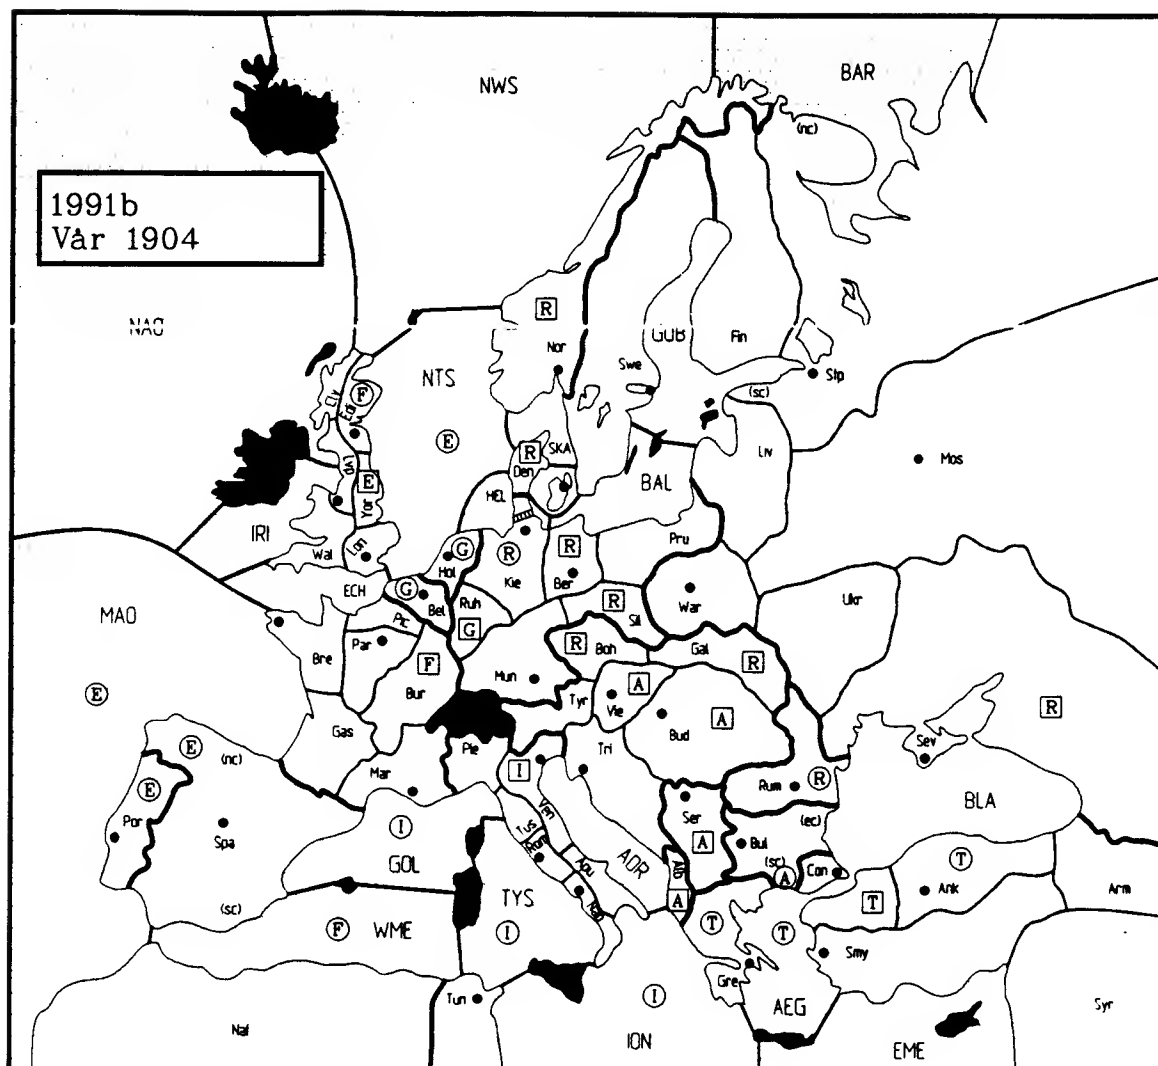 NWS
BAR
(nc)
1991b
Vår 1904
NAO
R
Nor
GOB
Fin
Swe
Stp
(sc)
NTS
Cly
F
Edi
E
SKA
R
Den
Liv
Mos
BAL
Lvp
E
Yor
HEL
IRI
Wal
Lon
G
Hol
R
Kie
R
Ber
Pru
ECH
G
Bel
Ruh
R
Sil
War
Ukr
MAO
Pic
Par
G
Bre
F
Bur
Mun
R
Boh
Gal
R
E
Tyr
A
Vie
A
Bud
R
Gas
E
(nc)
Mar
Pie
I
Tri
Sev
E
Ven
Rum
R
BLA
Por
Spa
I
GOL
Tus
Rom
Apu
Nap
ADR
Ser
A
Alb
A
(ec)
Bul
(sc)
A
Con
T
Ank
Arm
(sc)
F
WME
TYS
I
T
T
T
Smy
Gre
Naf
Tun
I
ION
AEG
EME
Syr